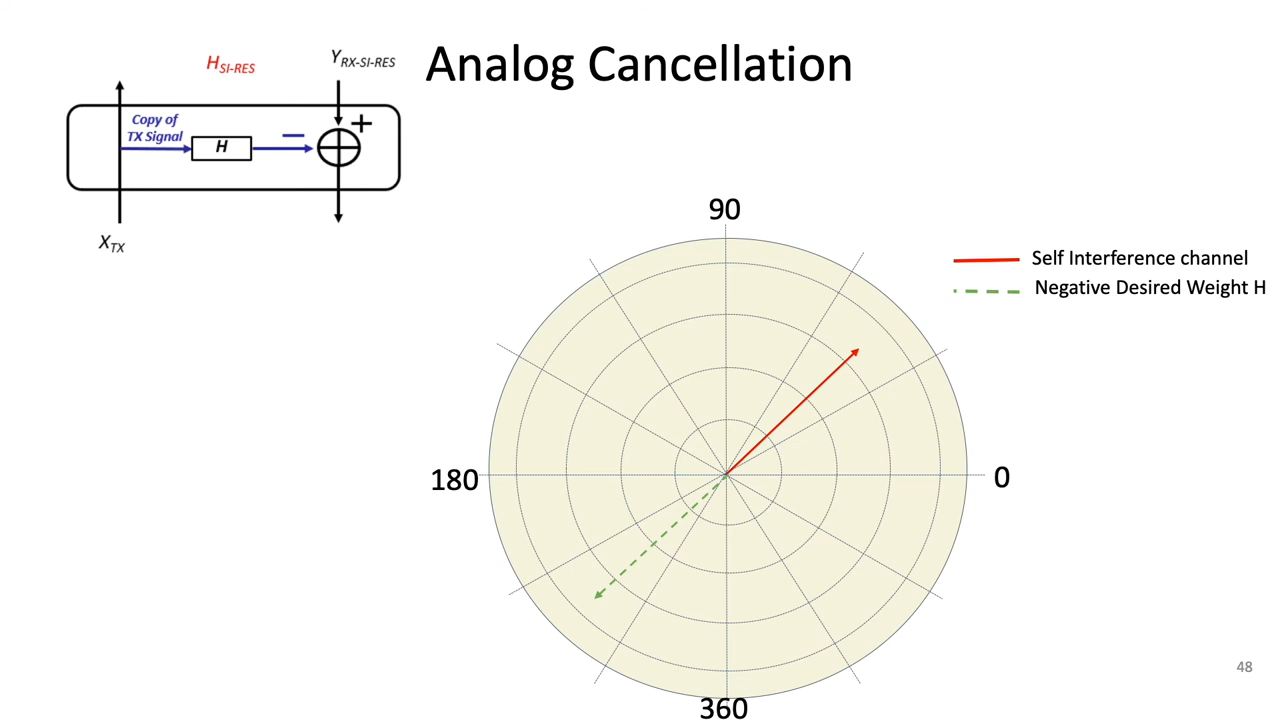 Analog Cancellation
H_SI-RES
Y_RX-SI-RES
Copy of
TX Signal
H
−
+
X_TX
90
180
0
360
Self Interference channel
Negative Desired Weight H
48